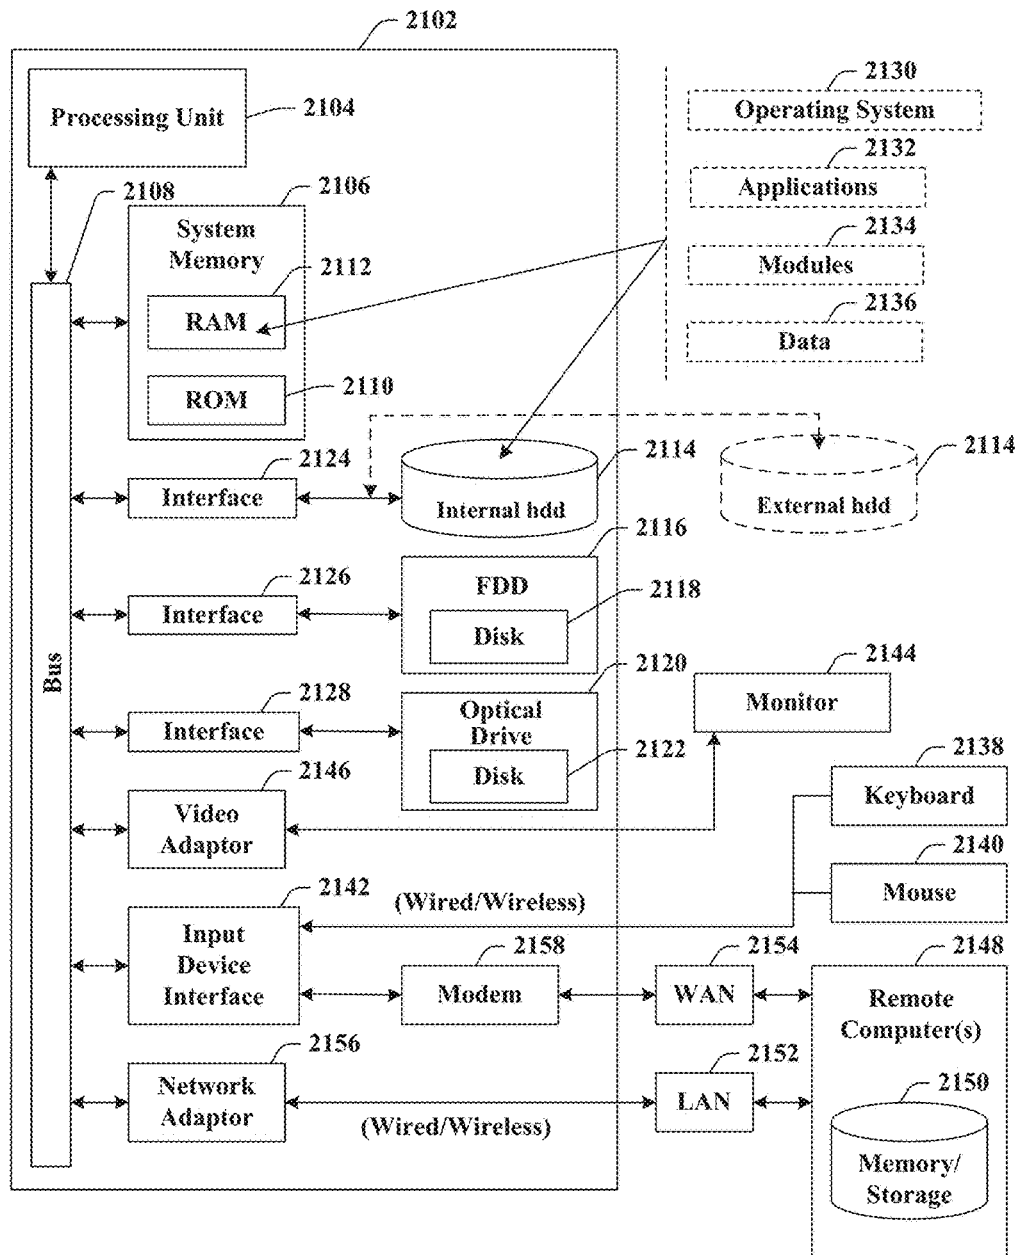 2102
Processing Unit
2104
2130
Operating System
2132
Applications
2134
Modules
2136
Data
2108
2106
System
Memory
2112
RAM
2110
ROM
2124
Interface
2114
Internal hdd
2114
External hdd
2126
Interface
2116
FDD
2118
Disk
Bus
2128
Interface
2120
Optical
Drive
2122
Disk
2144
Monitor
2146
Video
Adaptor
2138
Keyboard
2140
Mouse
2142
Input
Device
Interface
(Wired/Wireless)
2158
Modem
2154
WAN
2148
Remote
Computer(s)
2156
Network
Adaptor
(Wired/Wireless)
2152
LAN
2150
Memory/
Storage